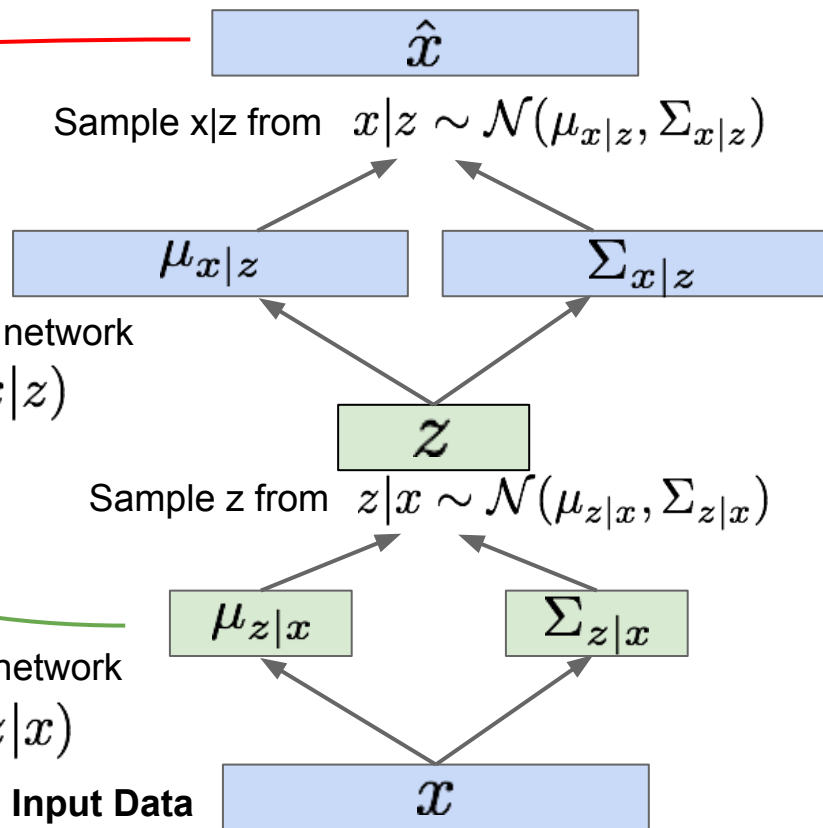 x̂
Sample x|z from x|z ∼ 𝒩(μ_{x|z}, Σ_{x|z})
μ_{x|z} Σ_{x|z}
network
|z)
z
Sample z from z|x ∼ 𝒩(μ_{z|x}, Σ_{z|x})
μ_{z|x} Σ_{z|x}
network
|x)
Input Data x